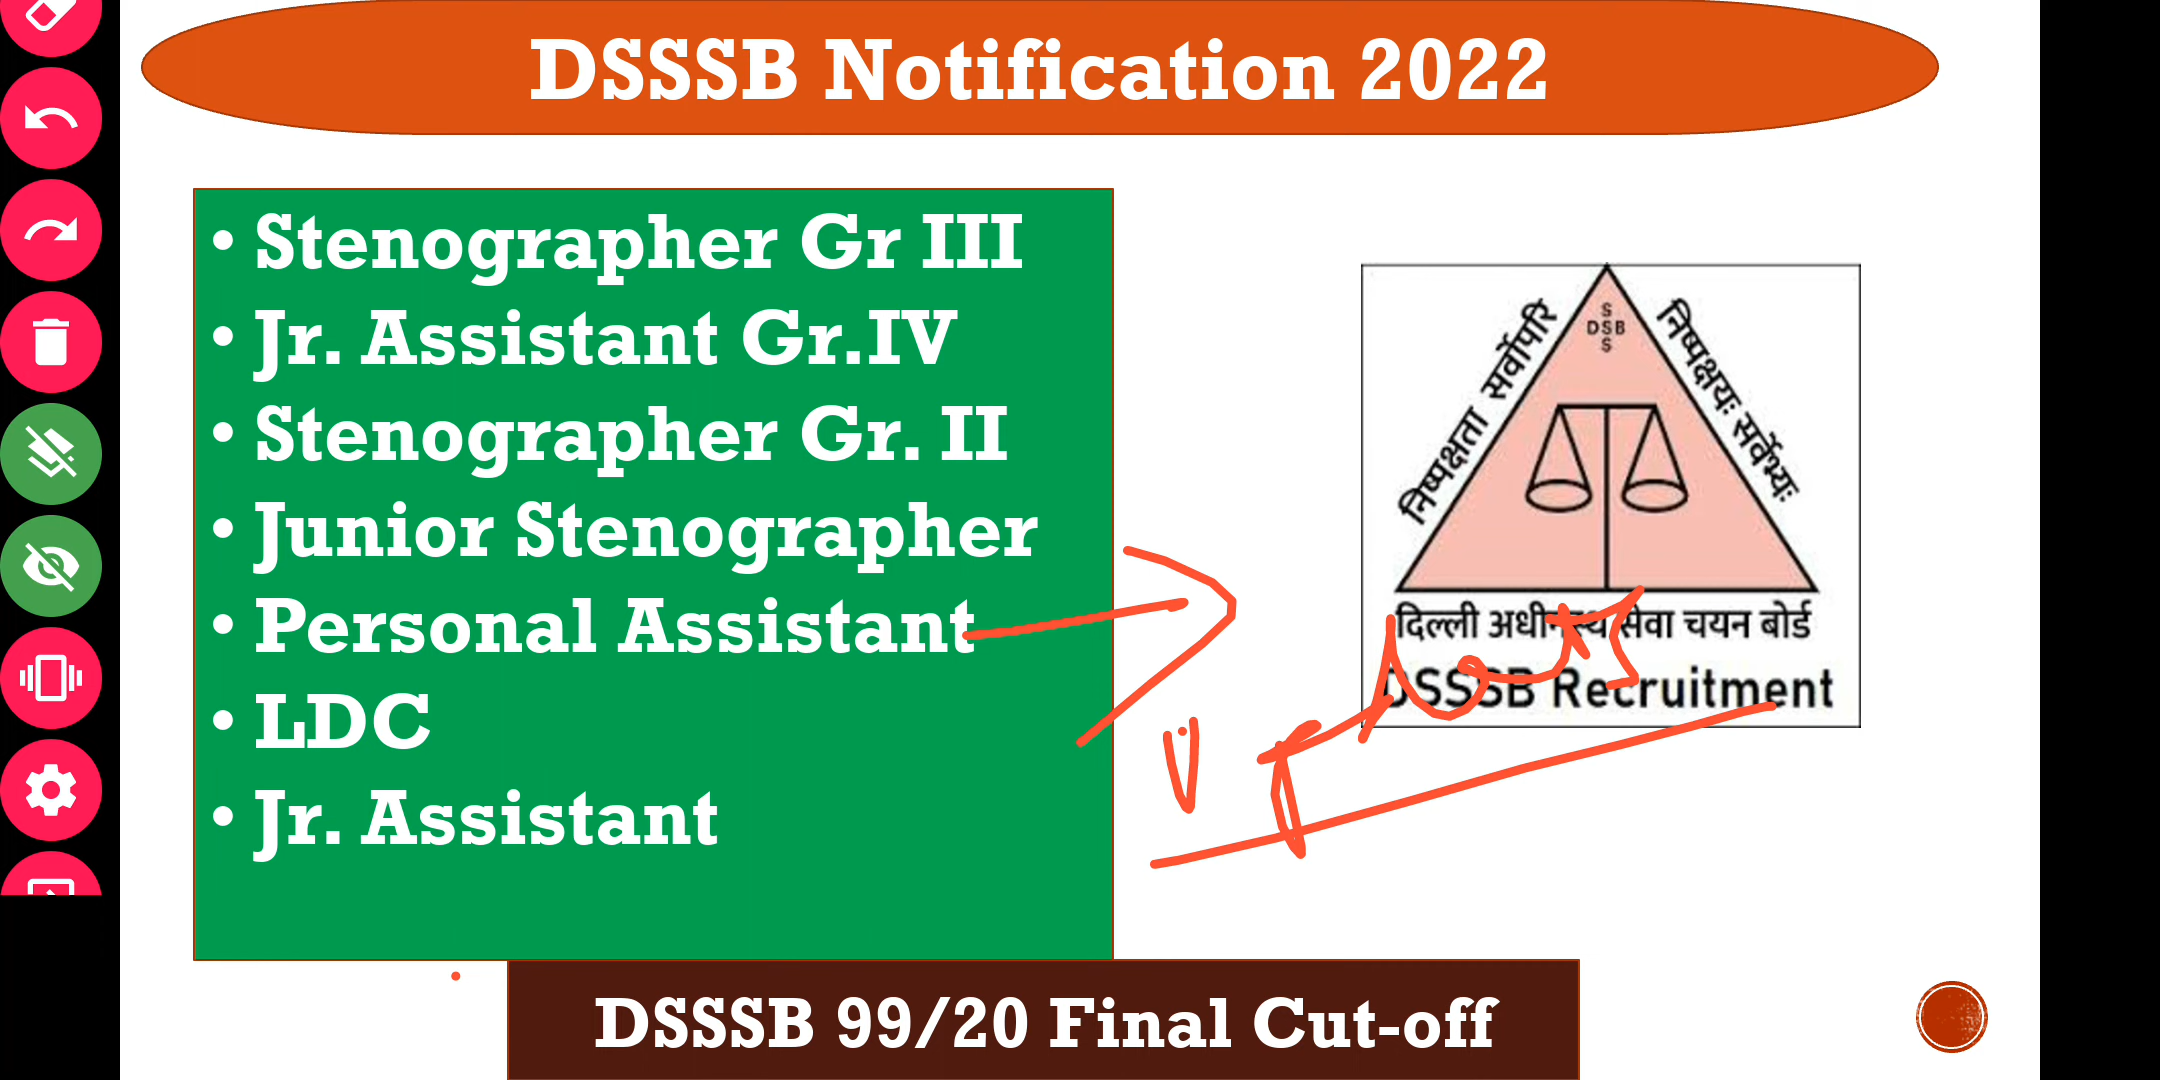 DSSSB Notification 2022
• Stenographer Gr III
• Jr. Assistant Gr.IV
• Stenographer Gr. II
• Junior Stenographer
• Personal Assistant
• LDC
• Jr. Assistant
S
DSB
S
निष्पक्षता सर्वोपरि
निष्पक्षयः सर्वेभ्यः
दिल्ली अधीनस्थ सेवा चयन बोर्ड
DSSSB Recruitment
DSSSB 99/20 Final Cut-off